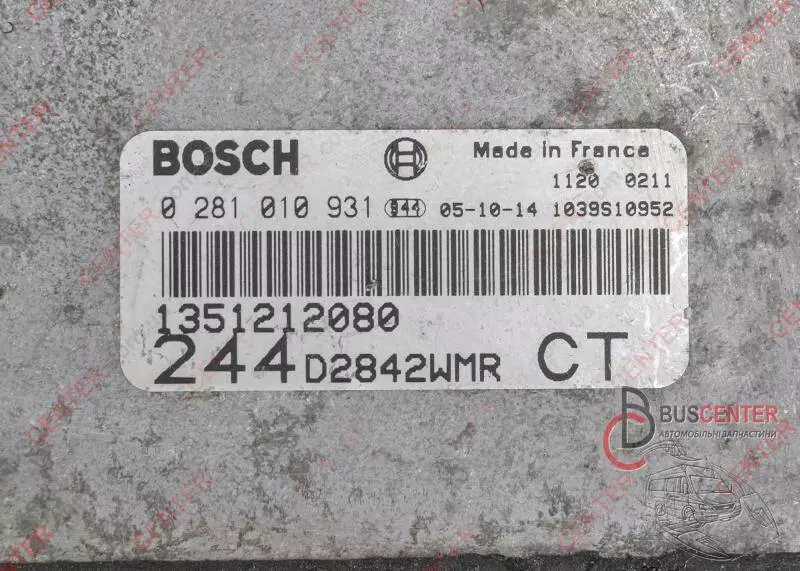 BOSCH
Made in France
1120 0211
0 281 010 931 944 05-10-14 1039S10952
1351212080
244 D2842WMR CT
BUSCENTER
АВТОМОБІЛЬНІ ЗАПЧАСТИНИ